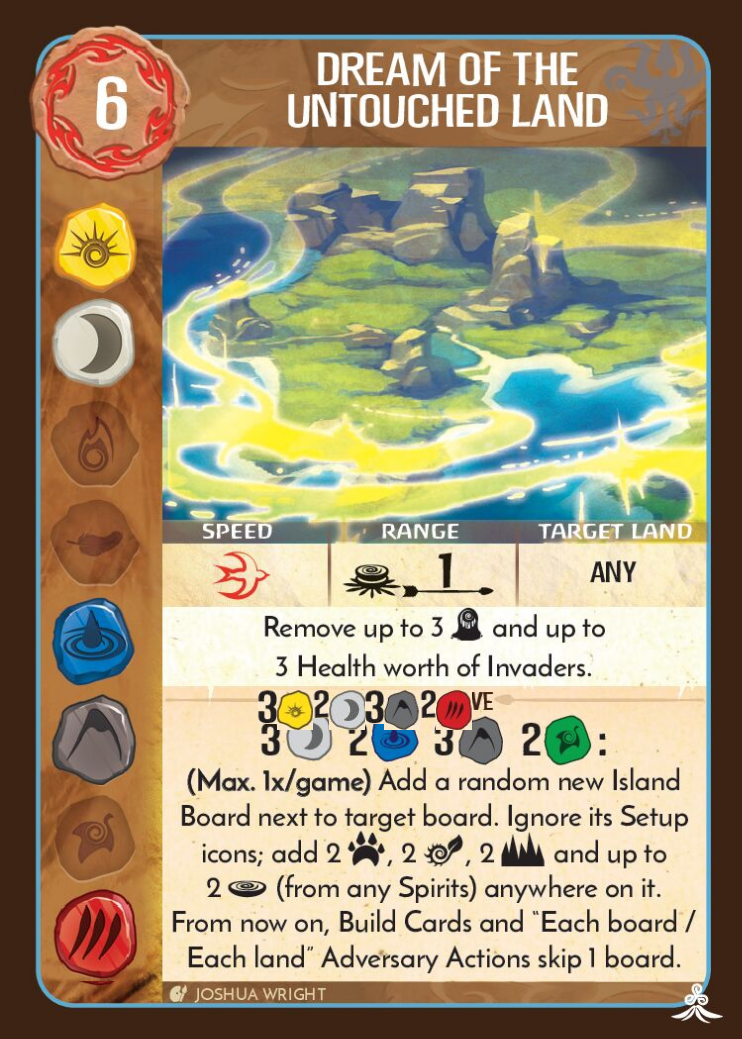 6
DREAM OF THE
UNTOUCHED LAND
SPEED RANGE TARGET LAND
1 ANY
Remove up to 3 and up to
3 Health worth of Invaders.
3 2 3 2 VE
3 2 3 2 :
(Max. 1x/game) Add a random new Island
Board next to target board. Ignore its Setup
icons; add 2 , 2 , 2 and up to
2 (from any Spirits) anywhere on it.
From now on, Build Cards and “Each board /
Each land” Adversary Actions skip 1 board.
JOSHUA WRIGHT